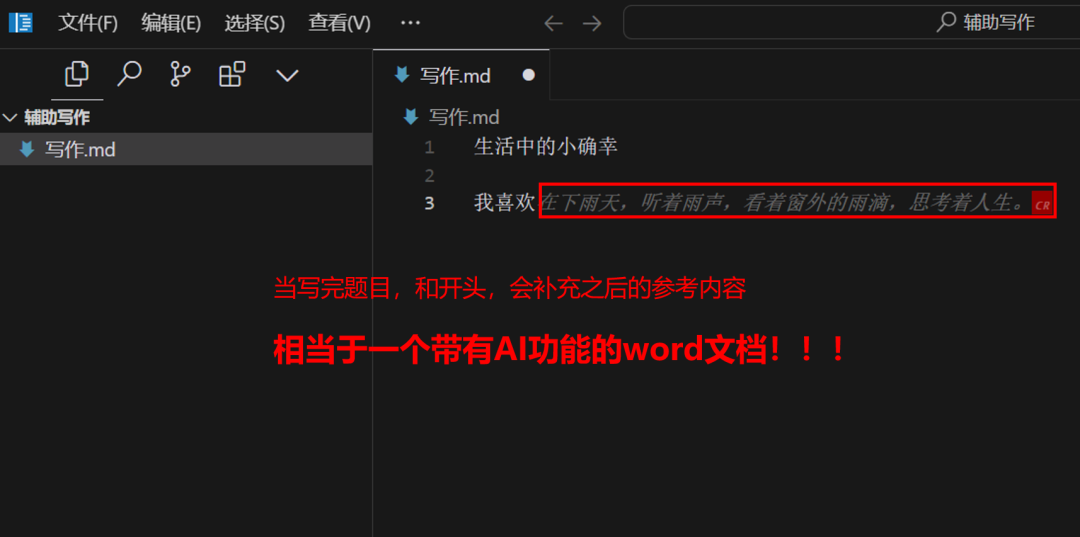 文件(F) 编辑(E) 选择(S) 查看(V) ··· ← → 辅助写作
写作.md ●
辅助写作
写作.md
写作.md
1 生活中的小确幸
2
3 我喜欢在下雨天，听着雨声，看着窗外的雨滴，思考着人生。CR
当写完题目，和开头，会补充之后的参考内容
相当于一个带有AI功能的word文档！！！